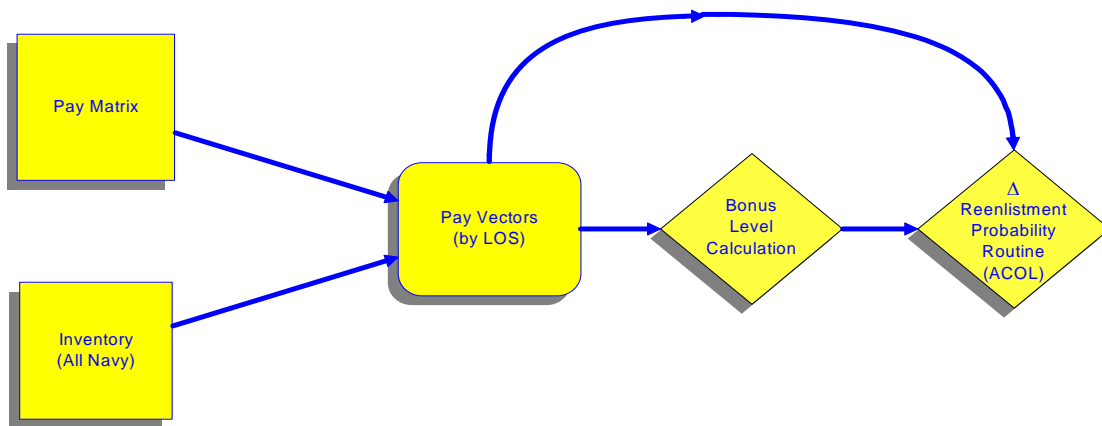 Pay Matrix
Inventory
(All Navy)
Pay Vectors
(by LOS)
Bonus
Level
Calculation
Δ
Reenlistment
Probability
Routine
(ACOL)